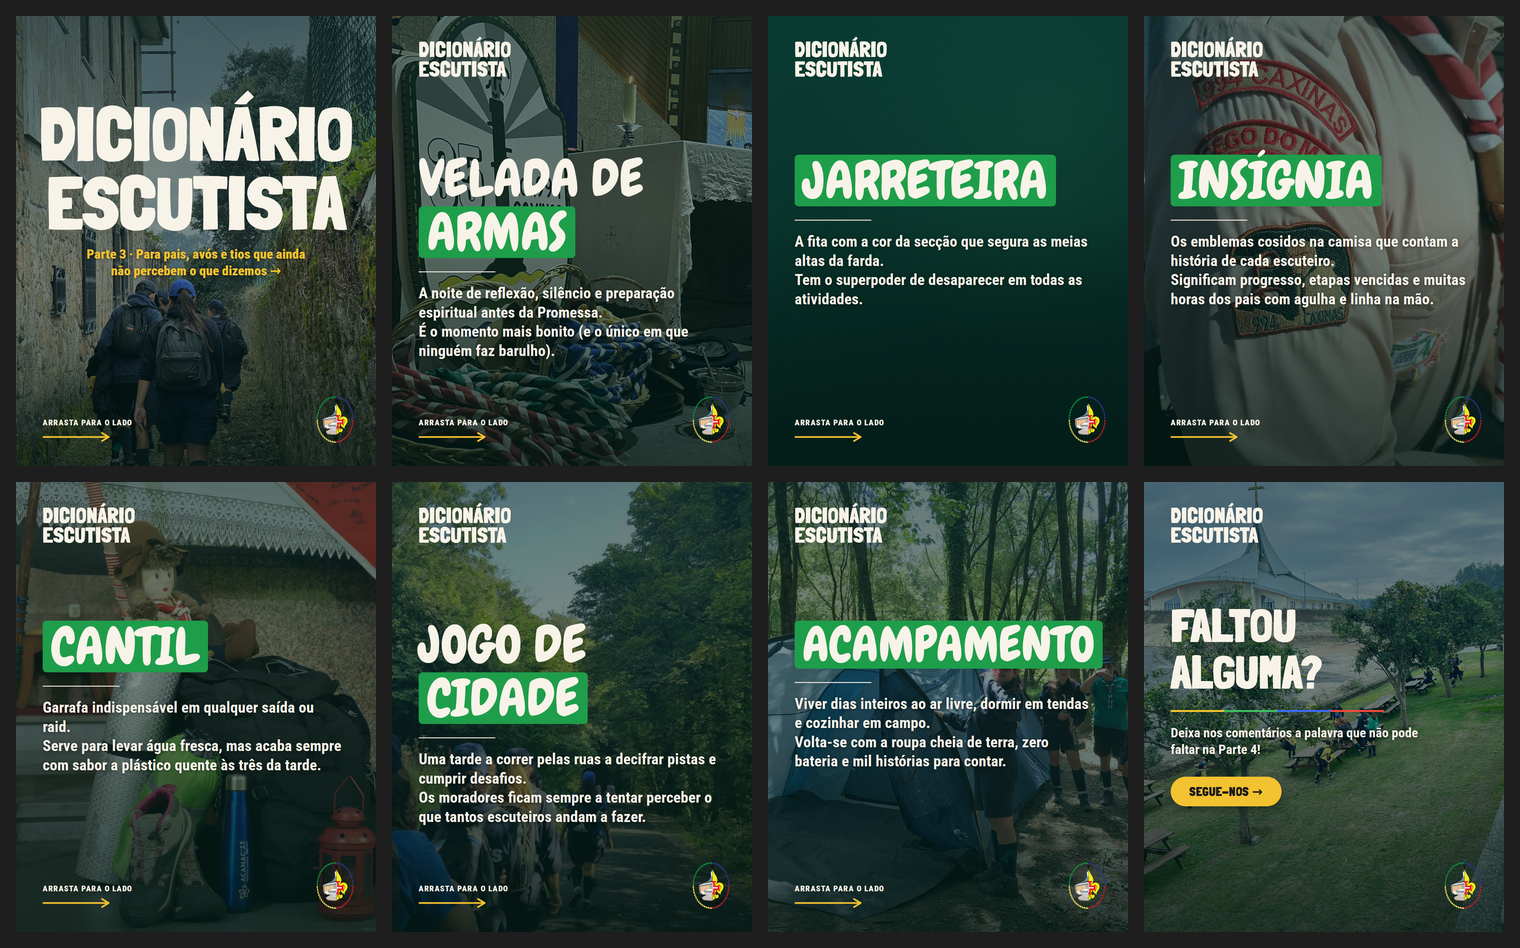 DICIONÁRIO
ESCUTISTA
Parte 3 · Para pais, avós e tios que ainda
não percebem o que dizemos →
ARRASTA PARA O LADO
DICIONÁRIO
ESCUTISTA
VELADA DE
ARMAS
A noite de reflexão, silêncio e preparação
espiritual antes da Promessa.
É o momento mais bonito (e o único em que
ninguém faz barulho).
ARRASTA PARA O LADO
DICIONÁRIO
ESCUTISTA
JARRETEIRA
A fita com a cor da secção que segura as meias
altas da farda.
Tem o superpoder de desaparecer em todas as
atividades.
ARRASTA PARA O LADO
DICIONÁRIO
ESCUTISTA
994 CAXINAS
EGO DO M
INSÍGNIA
Os emblemas cosidos na camisa que contam a
história de cada escuteiro.
Significam progresso, etapas vencidas e muitas
horas dos pais com agulha e linha na mão.
994 CAXINAS
ARRASTA PARA O LADO
DICIONÁRIO
ESCUTISTA
CANTIL
Garrafa indispensável em qualquer saída ou
raid.
Serve para levar água fresca, mas acaba sempre
com sabor a plástico quente às três da tarde.
ACANAC'22
ARRASTA PARA O LADO
DICIONÁRIO
ESCUTISTA
JOGO DE
CIDADE
Uma tarde a correr pelas ruas a decifrar pistas e
cumprir desafios.
Os moradores ficam sempre a tentar perceber o
que tantos escuteiros andam a fazer.
ARRASTA PARA O LADO
DICIONÁRIO
ESCUTISTA
ACAMPAMENTO
Viver dias inteiros ao ar livre, dormir em tendas
e cozinhar em campo.
Volta-se com a roupa cheia de terra, zero
bateria e mil histórias para contar.
ARRASTA PARA O LADO
DICIONÁRIO
ESCUTISTA
FALTOU
ALGUMA?
Deixa nos comentários a palavra que não pode
faltar na Parte 4!
SEGUE-NOS →